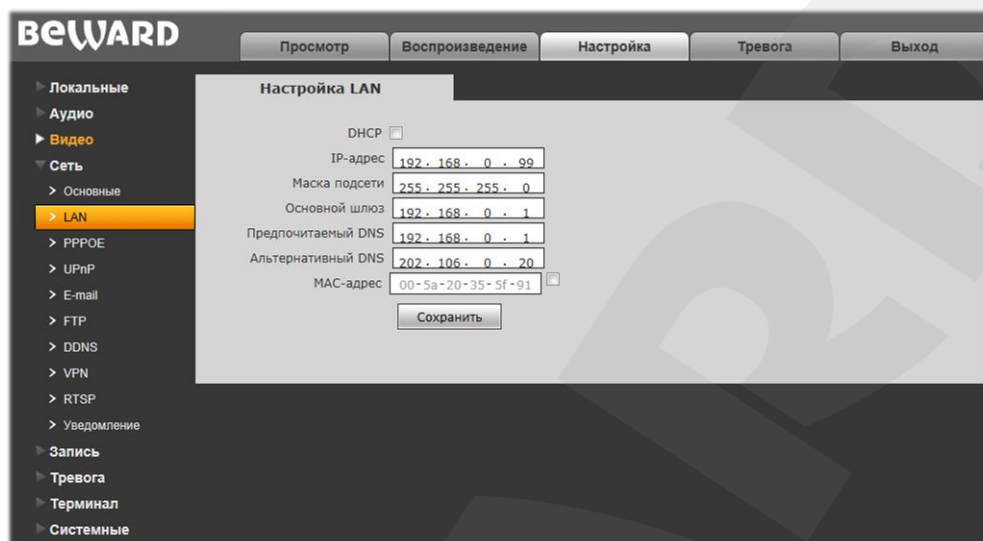 BEWARD
Просмотр
Воспроизведение
Настройка
Тревога
Выход
Локальные
Аудио
Видео
Сеть
Основные
LAN
PPPOE
UPnP
E-mail
FTP
DDNS
VPN
RTSP
Уведомление
Запись
Тревога
Терминал
Системные
Настройка LAN
DHCP
IP-адрес 192. 168. 0 . 99
Маска подсети 255. 255. 255. 0
Основной шлюз 192. 168. 0 . 1
Предпочитаемый DNS 192. 168. 0 . 1
Альтернативный DNS 202. 106. 0 . 20
МАС-адрес 00-5a-20-35-5f-91
Сохранить